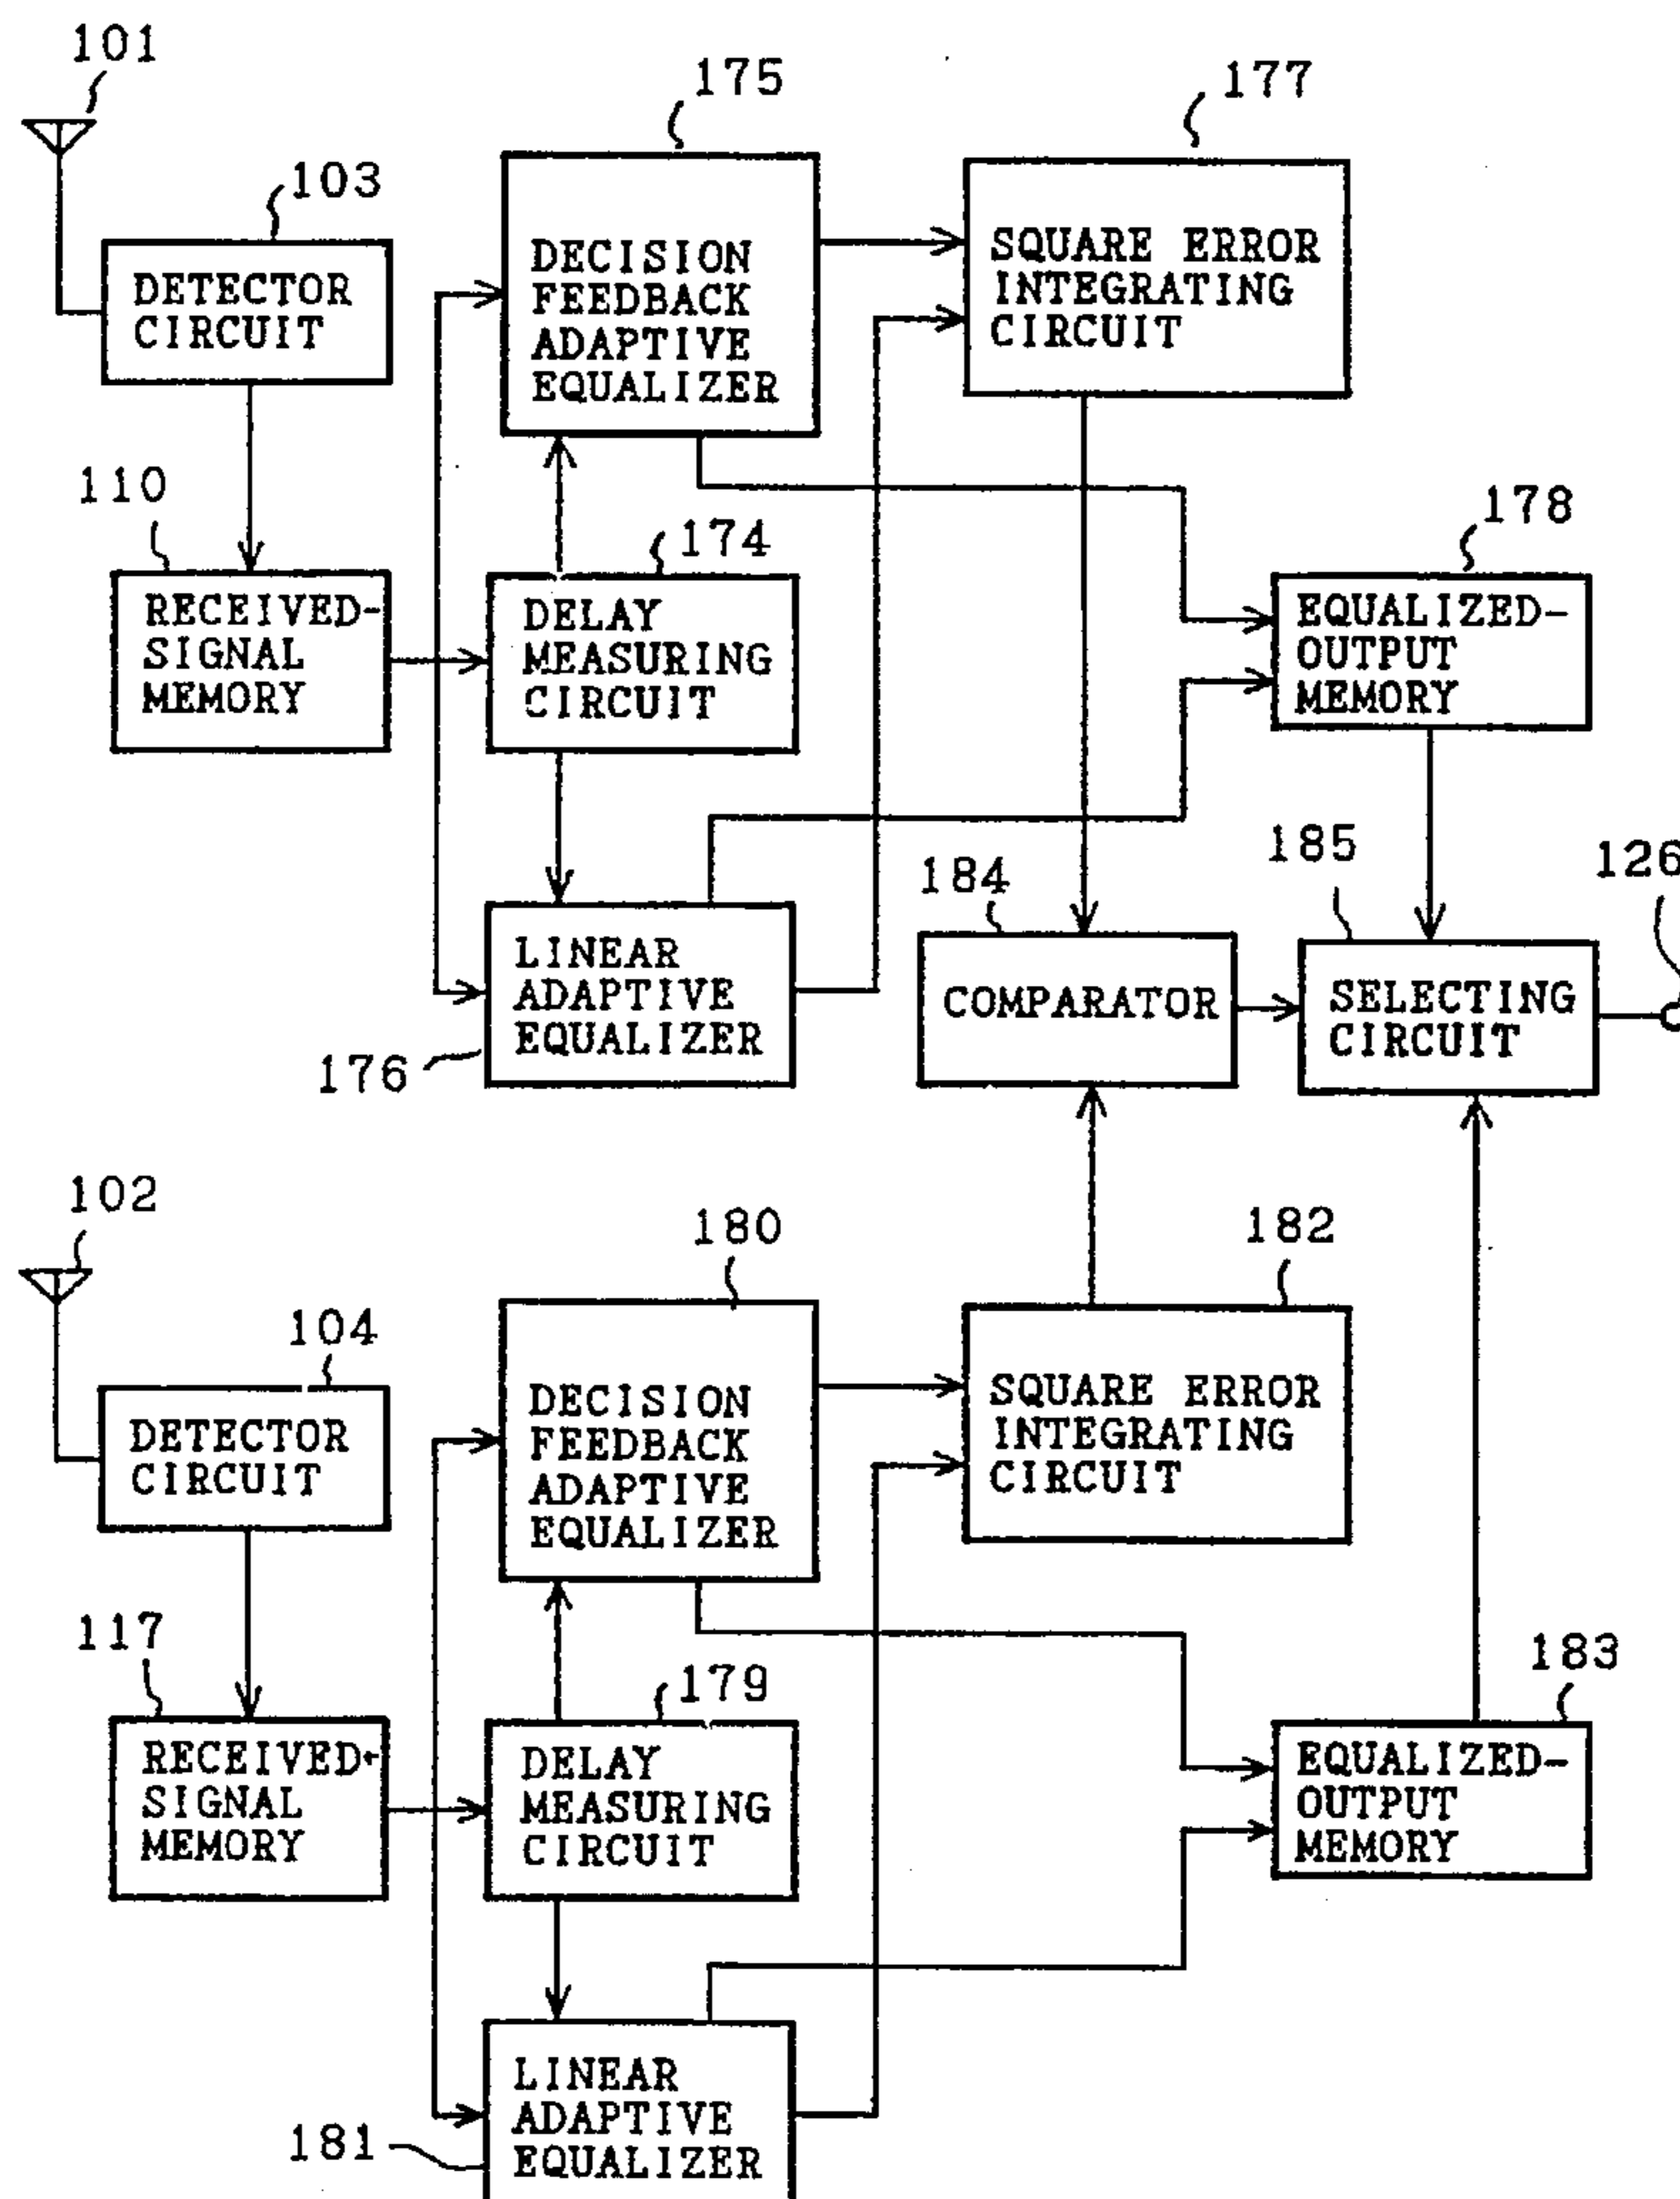 101
175
177
103
DETECTOR
CIRCUIT
DECISION
FEEDBACK
ADAPTIVE
EQUALIZER
SQUARE ERROR
INTEGRATING
CIRCUIT
110
174
178
RECEIVED-
SIGNAL
MEMORY
DELAY
MEASURING
CIRCUIT
EQUALIZED-
OUTPUT
MEMORY
184
185
126
LINEAR
ADAPTIVE
EQUALIZER
176
COMPARATOR
SELECTING
CIRCUIT
102
180
182
104
DETECTOR
CIRCUIT
DECISION
FEEDBACK
ADAPTIVE
EQUALIZER
SQUARE ERROR
INTEGRATING
CIRCUIT
117
179
183
RECEIVED-
SIGNAL
MEMORY
DELAY
MEASURING
CIRCUIT
EQUALIZED-
OUTPUT
MEMORY
LINEAR
ADAPTIVE
EQUALIZER
181